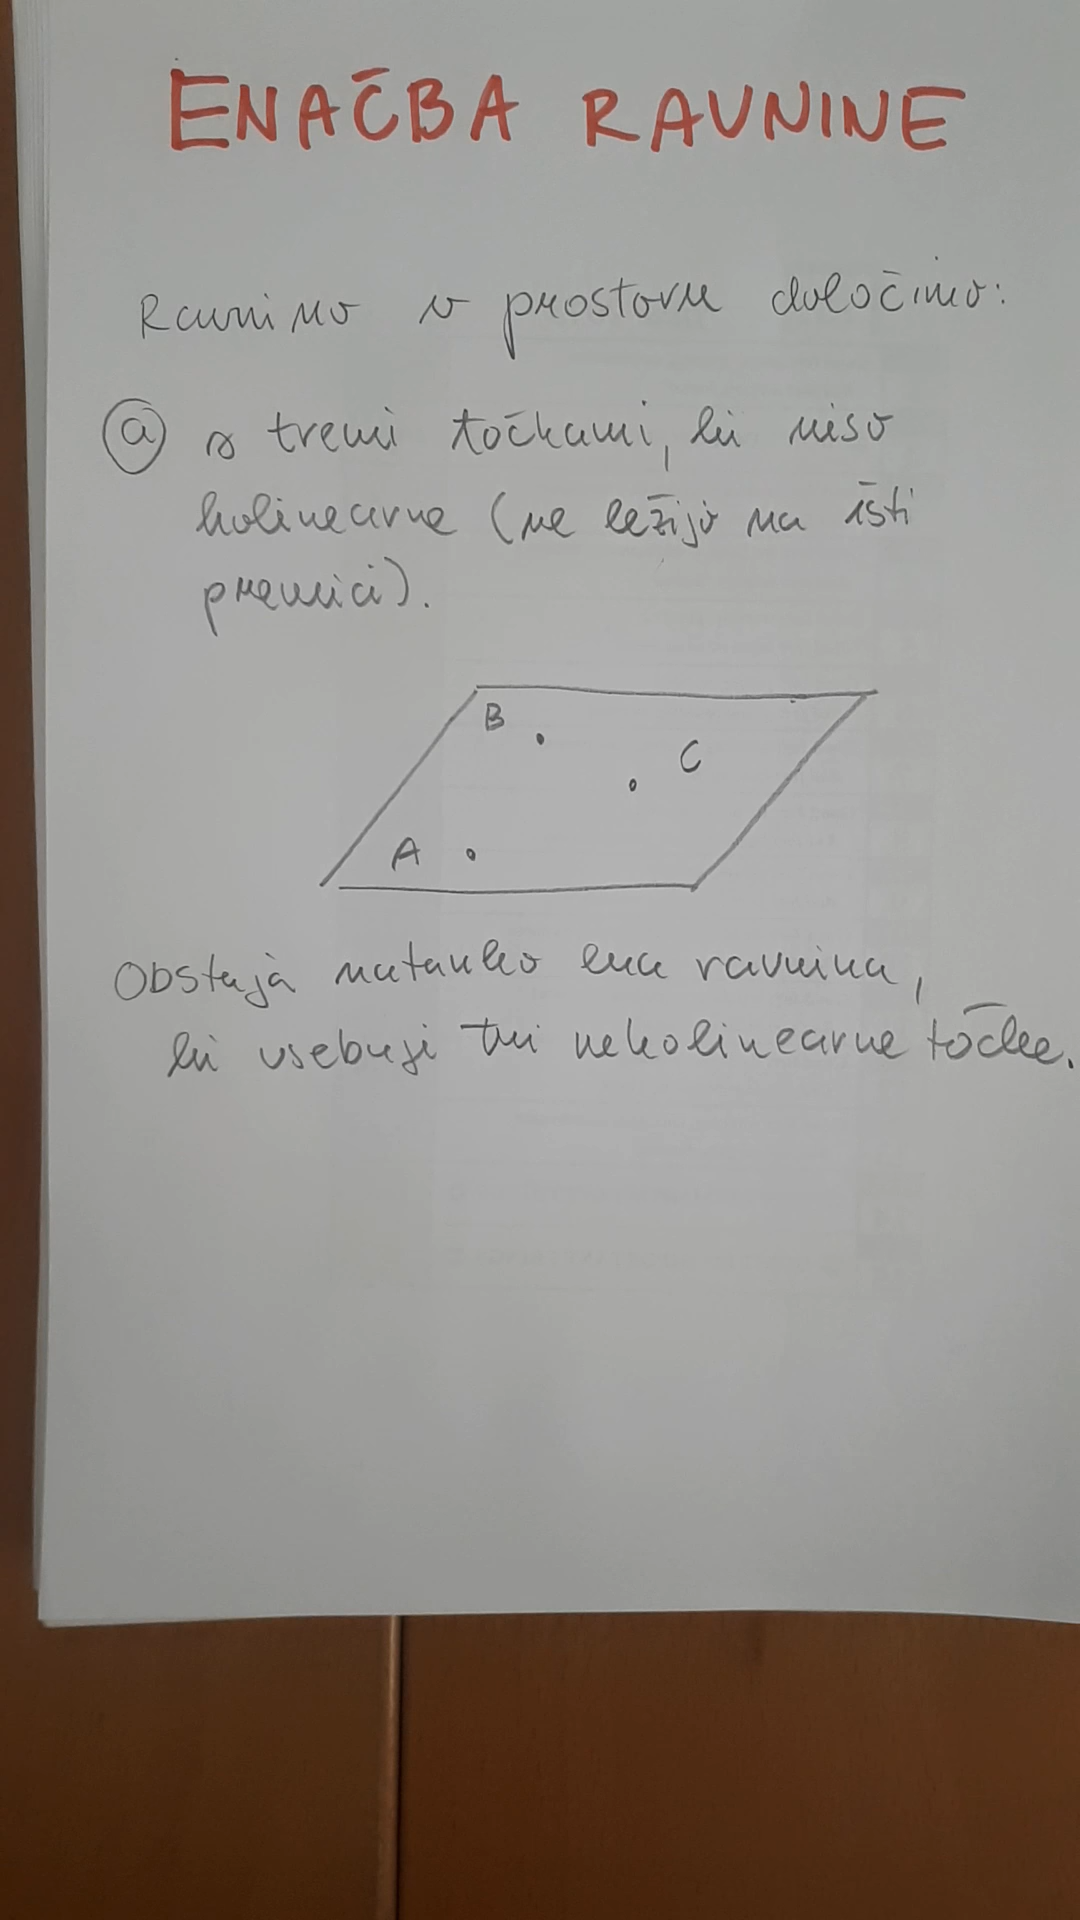 ENAČBA RAVNINE
Ravnino v prostoru določimo:
a s tremi točkami, ki niso
kolinearne (ne ležijo na isti
premici).
B
C
A
Obstaja natanko ena ravnina,
ki vsebuje tri nekolinearne točke.